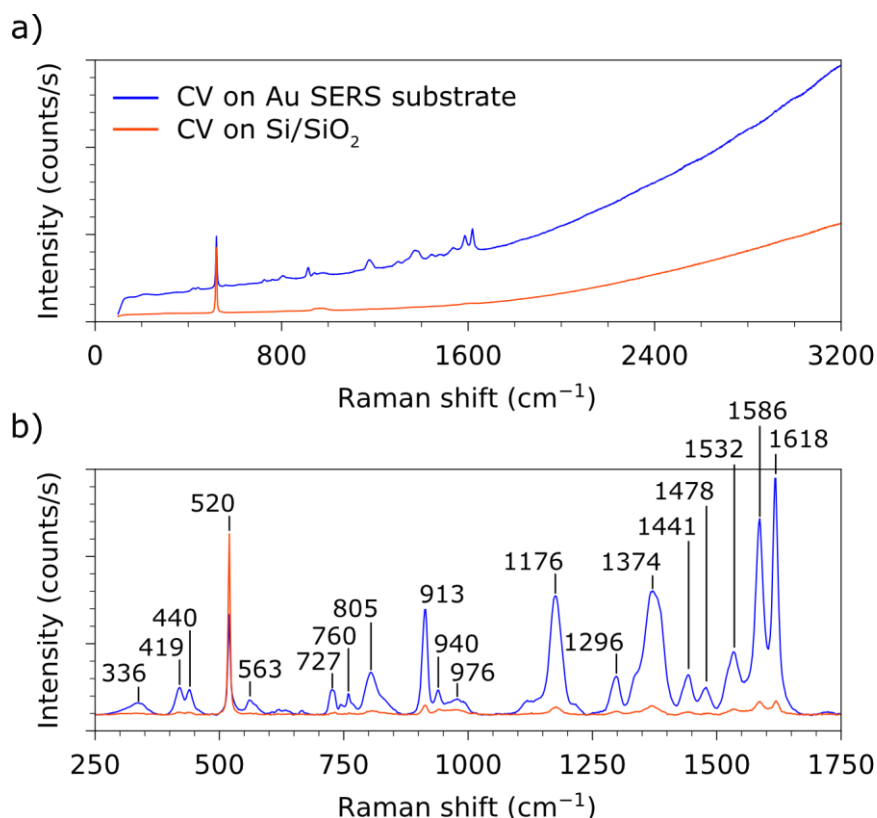 a)
Intensity (counts/s)
CV on Au SERS substrate
CV on Si/SiO₂
0 800 1600 2400 3200
Raman shift (cm⁻¹)
b)
Intensity (counts/s)
336
419
440
520
563
727
760
805
913
940
976
1176
1296
1374
1441
1478
1532
1586
1618
250 500 750 1000 1250 1500 1750
Raman shift (cm⁻¹)